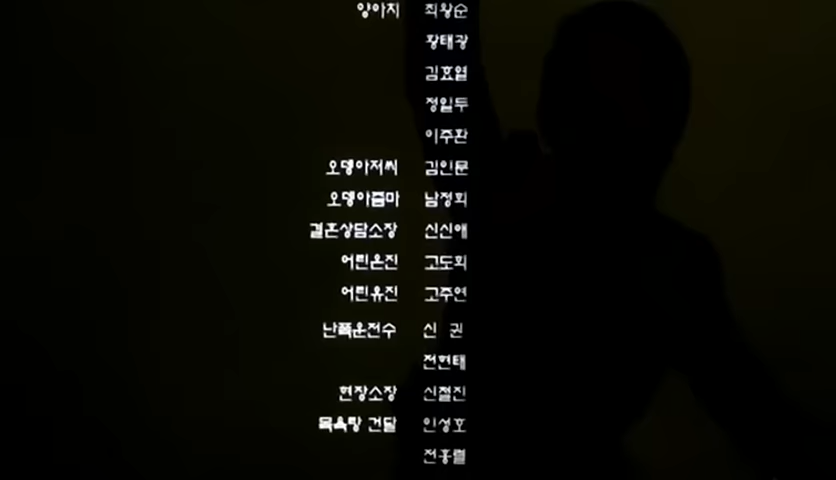 양아치 최왕순
황태광
김효열
정일두
이주환
오뎅아저씨 김인문
오뎅아줌마 남정희
결혼상담소장 신신애
어린은진 고도희
어린유진 고주연
난폭운전수 신 권
전현태
현장소장 신철진
목욕탕 건달 인성호
전홍렬